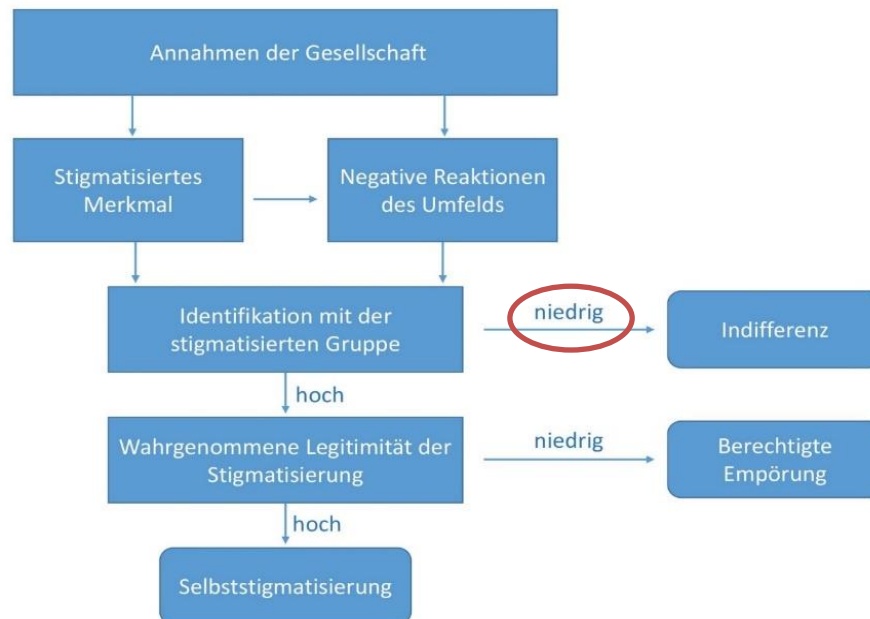 Annahmen der Gesellschaft
Stigmatisiertes
Merkmal
Negative Reaktionen
des Umfelds
Identifikation mit der
stigmatisierten Gruppe
niedrig
Indifferenz
hoch
Wahrgenommene Legitimität der
Stigmatisierung
niedrig
Berechtigte
Empörung
hoch
Selbststigmatisierung